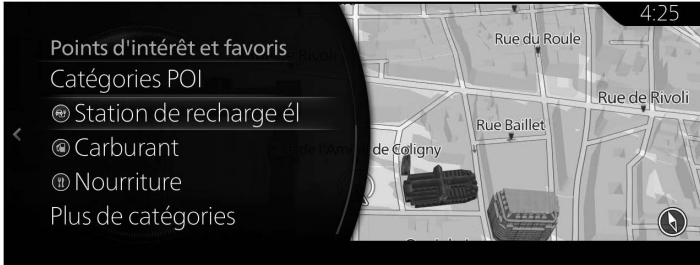 4:25
Points d'intérêt et favoris
Catégories POI
Station de recharge él
Carburant
Nourriture
Plus de catégories
Rivoli
Rue du Roule
Rue de Rivoli
Rue Baillet
de Coligny